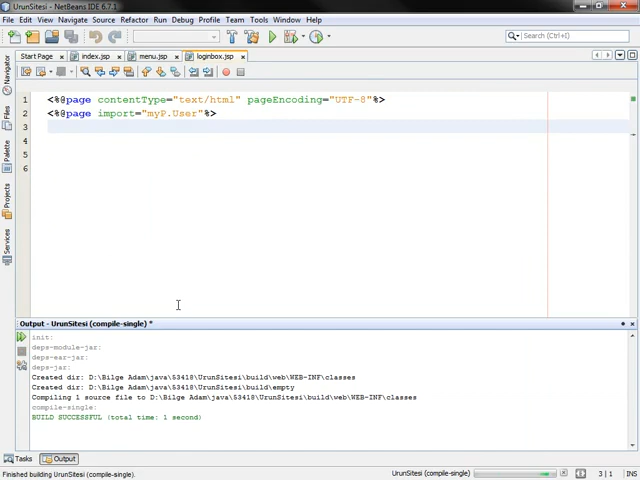 UrunSitesi - NetBeans IDE 6.7.1
File Edit View Navigate Source Refactor Run Debug Profile Team Tools Window Help
Search (Ctrl+I)
Start Page index.jsp menu.jsp loginbox.jsp
Navigator
Files
Palette
Projects
Services
1 <%@page contentType="text/html" pageEncoding="UTF-8"%>
2 <%@page import="myP.User"%>
3
4
5
6
Output - UrunSitesi (compile-single) *
init:
deps-module-jar:
deps-ear-jar:
deps-jar:
Created dir: D:\Bilge Adam\java\53418\UrunSitesi\build\web\WEB-INF\classes
Created dir: D:\Bilge Adam\java\53418\UrunSitesi\build\empty
Compiling 1 source file to D:\Bilge Adam\java\53418\UrunSitesi\build\web\WEB-INF\classes
compile-single:
BUILD SUCCESSFUL (total time: 1 second)
Tasks Output
Finished building UrunSitesi (compile-single). UrunSitesi (compile-single) 3 | 1 INS